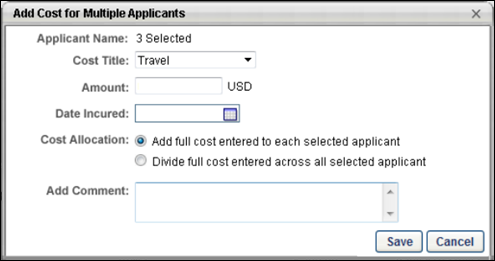 Add Cost for Multiple Applicants
Applicant Name: 3 Selected
Cost Title: Travel
Amount: USD
Date Incured:
Cost Allocation: Add full cost entered to each selected applicant
Divide full cost entered across all selected applicant
Add Comment:
Save Cancel